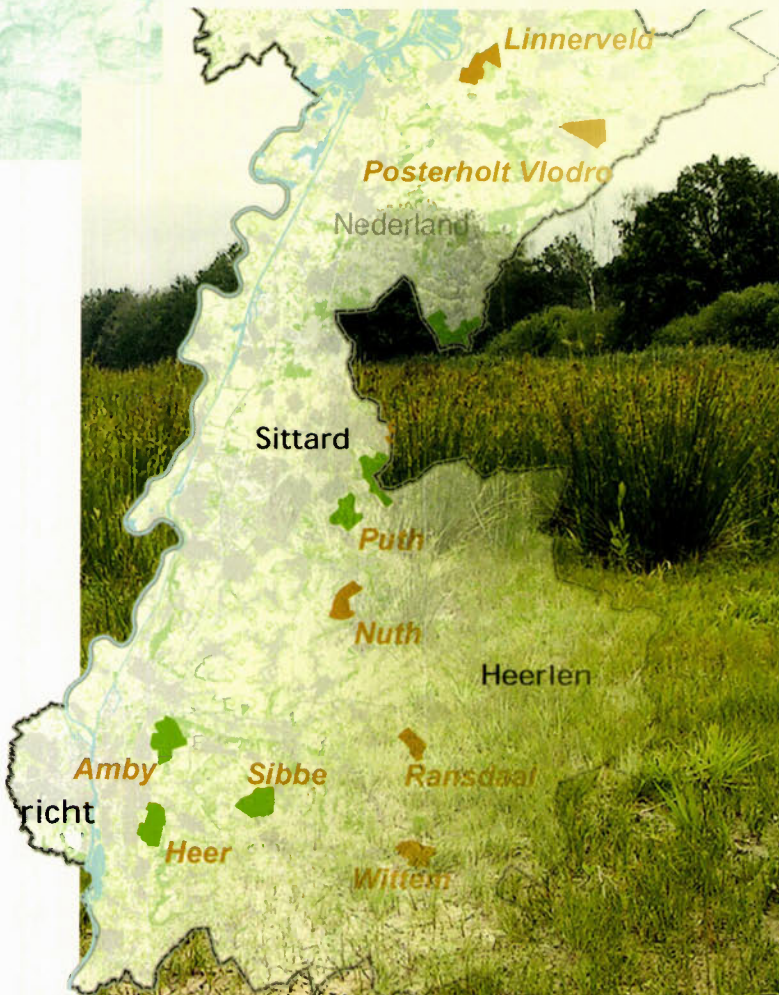 Linnerveld
Posterholt Vlodro
Nederland
Sittard
Puth
Nuth
Heerlen
Ransdaal
Amby
Sibbe
richt
Heer
Wittem